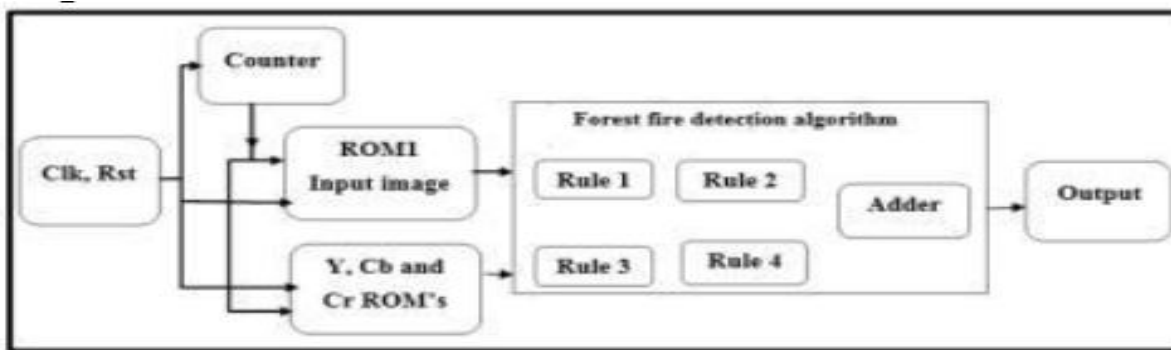 Counter
Clk, Rst
ROM1
Input image
Y, Cb and
Cr ROM's
Forest fire detection algorithm
Rule 1
Rule 2
Rule 3
Rule 4
Adder
Output